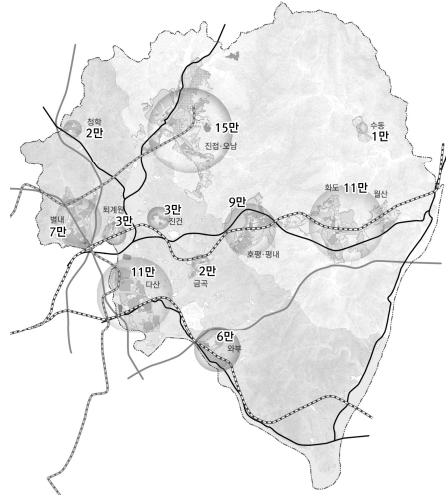 청학
2만
15만
진접·오남
수동
1만
화도 11만 월산
9만
호평·평내
3만
진건
퇴계원
3만
별내
7만
11만
다산
2만
금곡
6만
와부